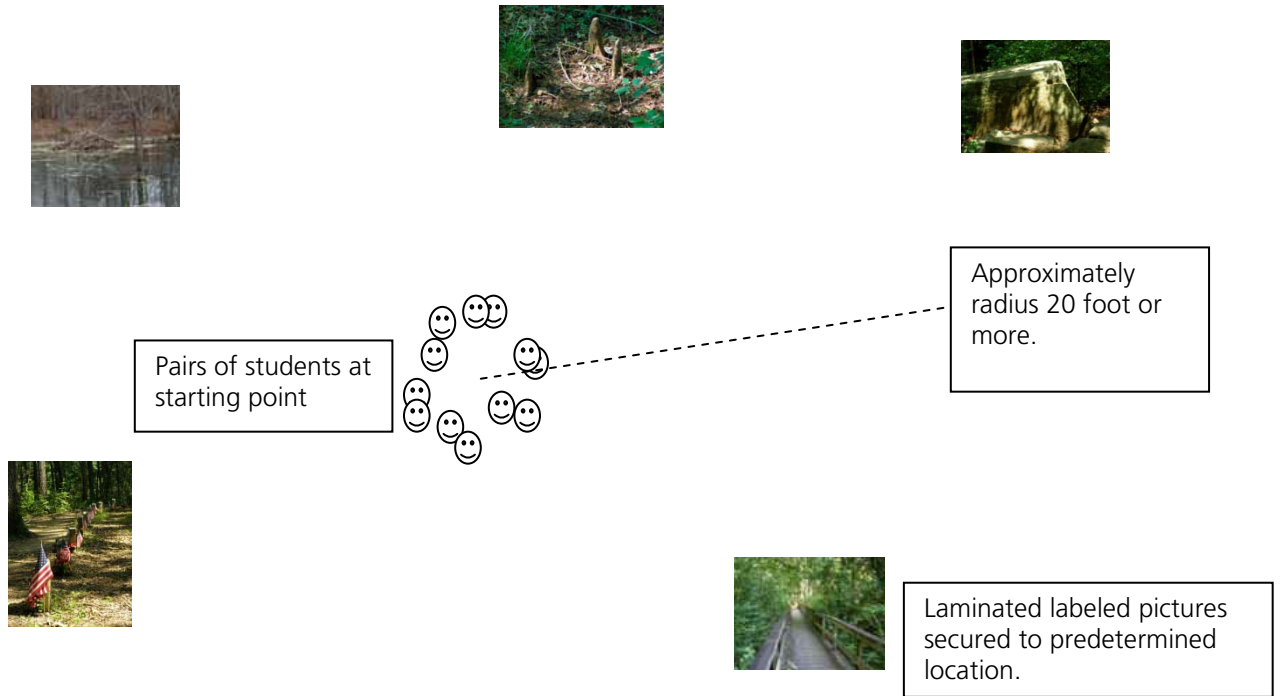 Approximately
radius 20 foot or
more.
Pairs of students at
starting point
Laminated labeled pictures
secured to predetermined
location.